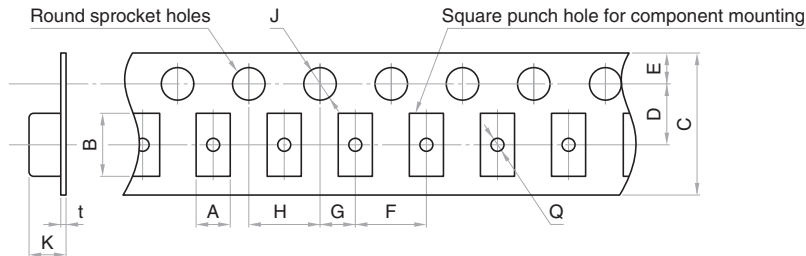 Round sprocket holes
J
Square punch hole for component mounting
E
D
C
B
t
K
A
H
G
F
Q